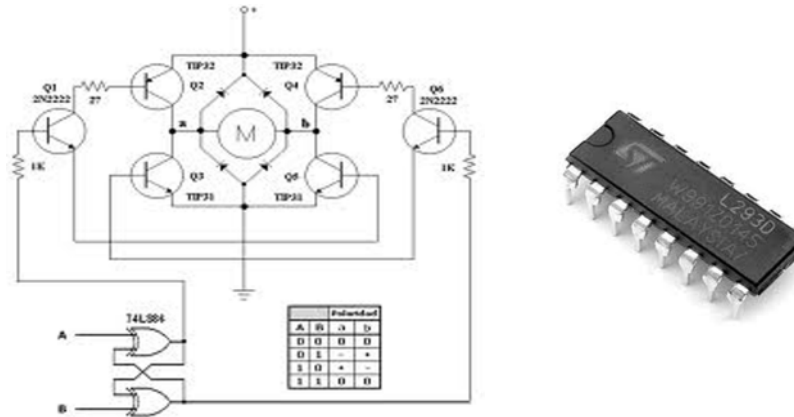 +
TIP32
TIP32
Q1
2N2222
27
Q2
Q4
27
Q6
2N2222
a
M
b
1K
Q3
Q5
1K
TIP31
TIP31
74LS86
A
B
Polaridad
A B a b
0 0 0 0
0 1 - +
1 0 + -
1 1 0 0
ST
L293D
MALAYSIA